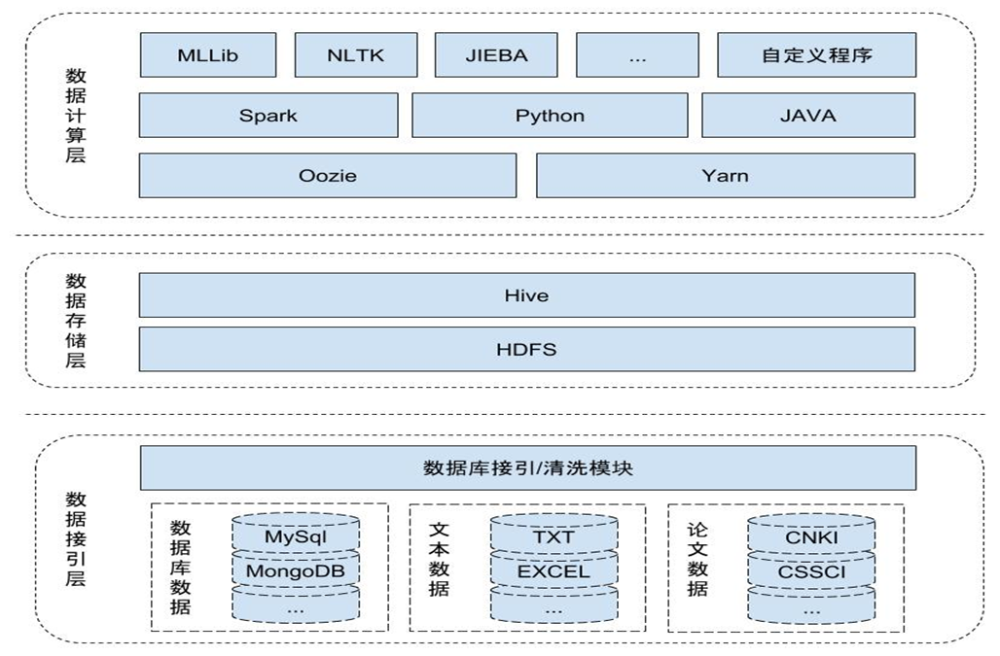 数据计算层
MLLib
NLTK
JIEBA
...
自定义程序
Spark
Python
JAVA
Oozie
Yarn
数据存储层
Hive
HDFS
数据接引层
数据库接引/清洗模块
数据库数据
MySql
MongoDB
...
文本数据
TXT
EXCEL
...
论文数据
CNKI
CSSCI
...